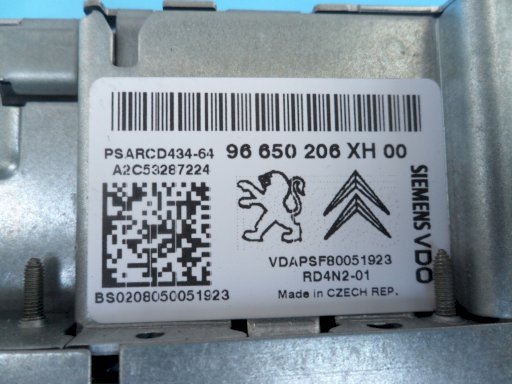 PSARCD434-64 96 650 206 XH 00
A2C53287224
SIEMENS VDO
VDAPSF80051923
RD4N2-01
BS0208050051923
Made in CZECH REP.